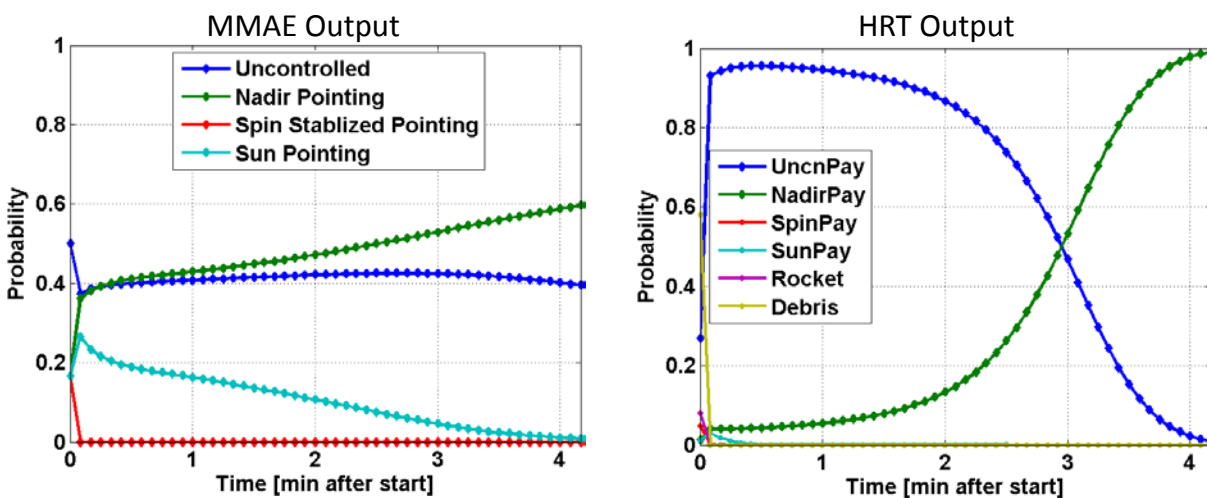 MMAE Output
Probability
1
0.8
0.6
0.4
0.2
0
Uncontrolled
Nadir Pointing
Spin Stablized Pointing
Sun Pointing
0 1 2 3 4
Time [min after start]
HRT Output
Probability
1
0.8
0.6
0.4
0.2
0
UncnPay
NadirPay
SpinPay
SunPay
Rocket
Debris
0 1 2 3 4
Time [min after start]